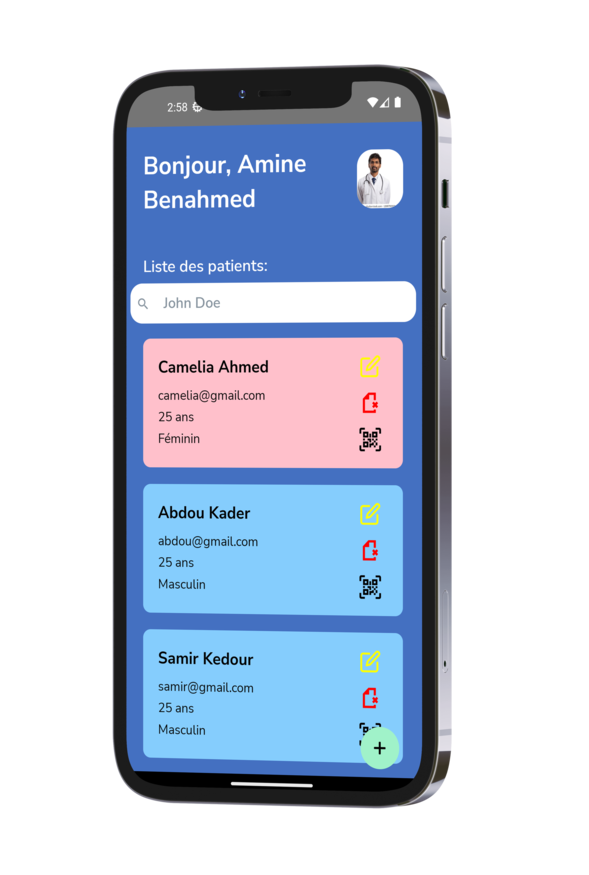 2:58
Bonjour, Amine
Benahmed
Liste des patients:
John Doe
Camelia Ahmed
camelia@gmail.com
25 ans
Féminin
Abdou Kader
abdou@gmail.com
25 ans
Masculin
Samir Kedour
samir@gmail.com
25 ans
Masculin
+